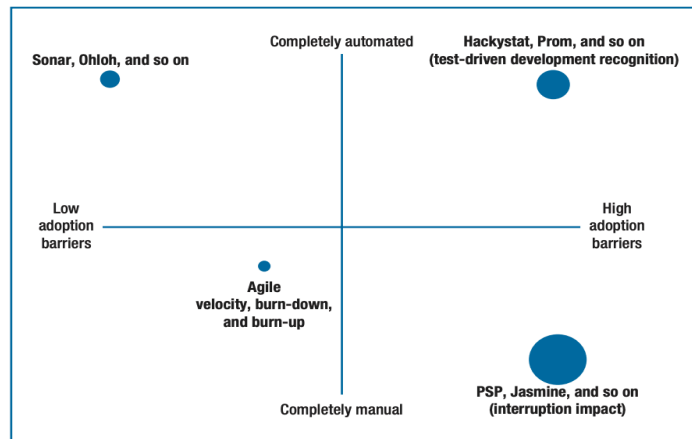 Completely automated
Sonar, Ohloh, and so on
Hackystat, Prom, and so on
(test-driven development recognition)
Low
adoption
barriers
High
adoption
barriers
Agile
velocity, burn-down,
and burn-up
PSP, Jasmine, and so on
(interruption impact)
Completely manual